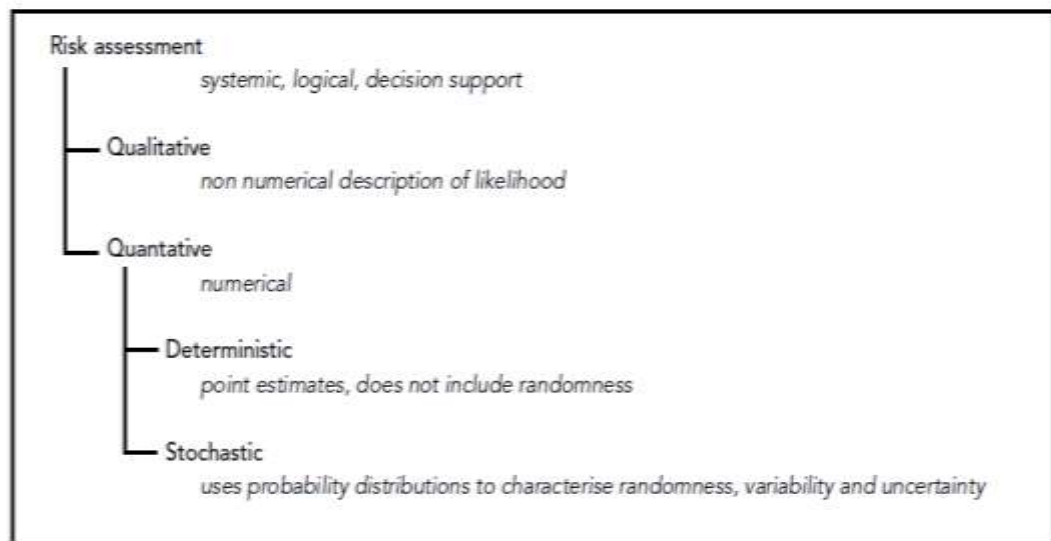 Risk assessment
systemic, logical, decision support
Qualitative
non numerical description of likelihood
Quantative
numerical
Deterministic
point estimates, does not include randomness
Stochastic
uses probability distributions to characterise randomness, variability and uncertainty